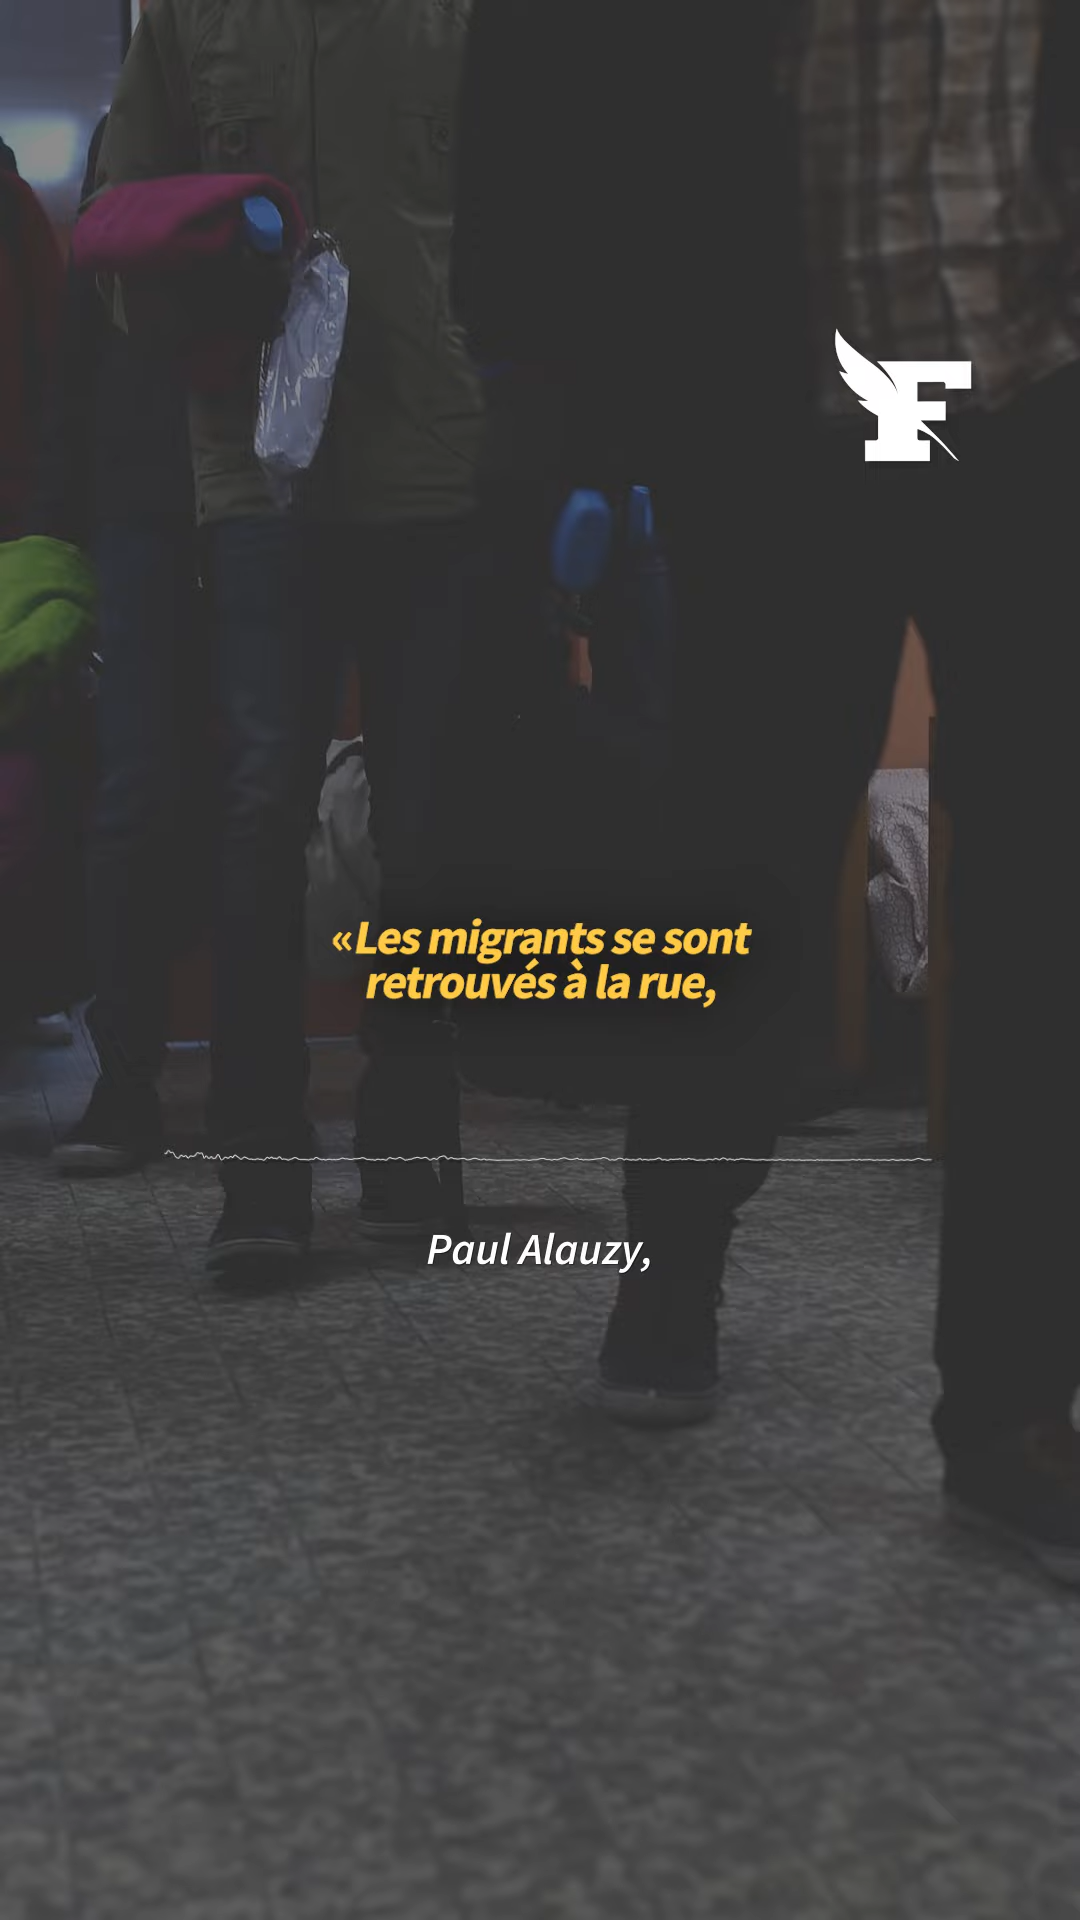 F
«Les migrants se sont
retrouvés à la rue,
Paul Alauzy,